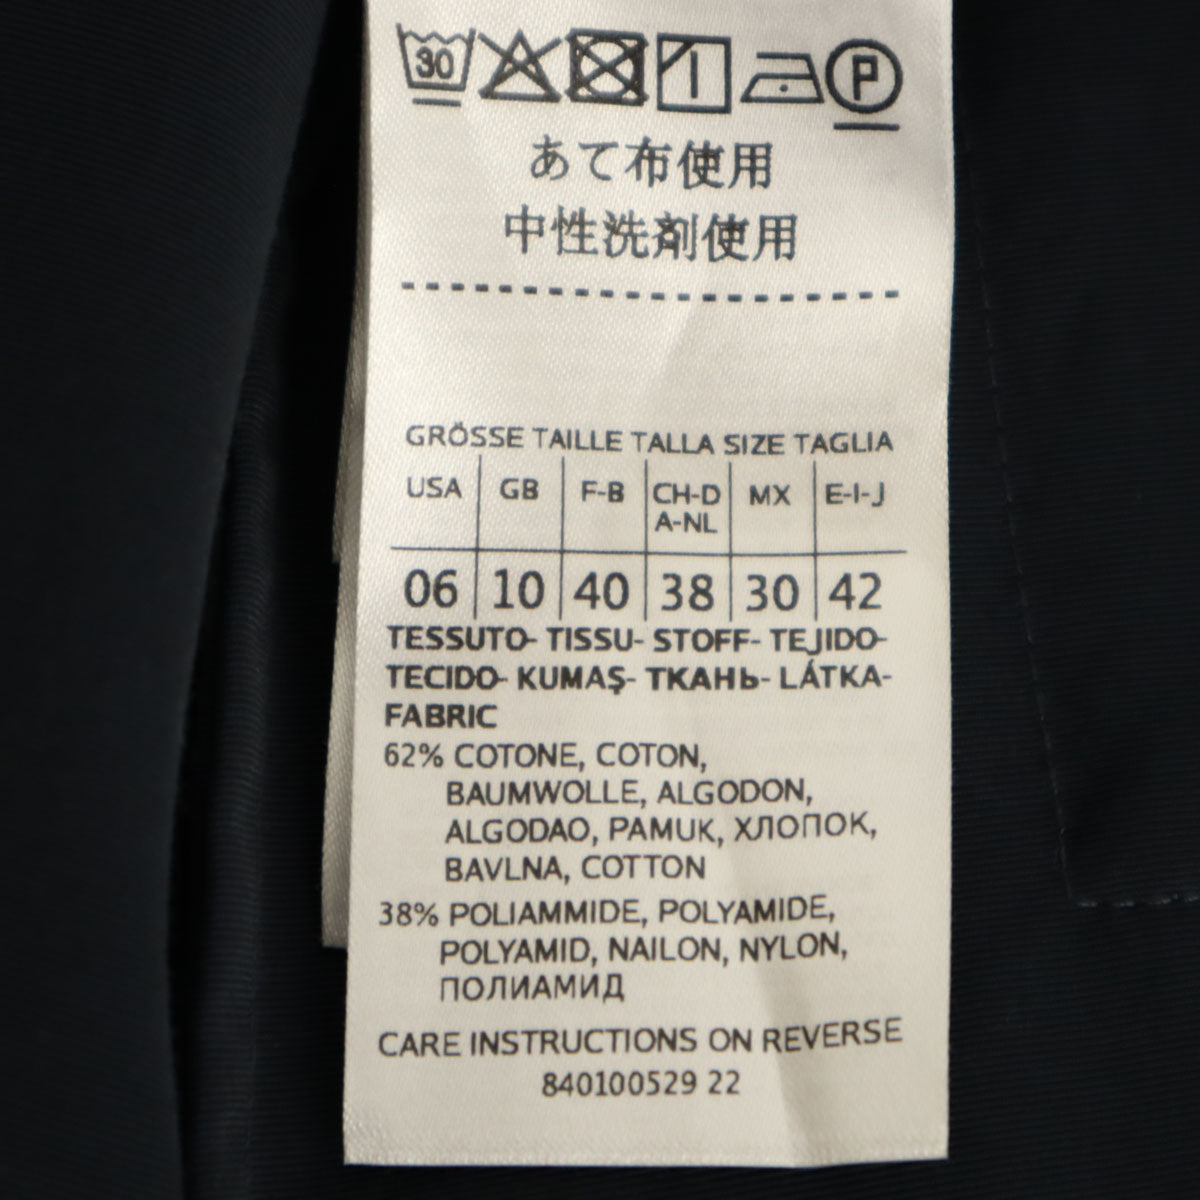 30 P
あて布使用
中性洗剤使用
GRÖSSE TAILLE TALLA SIZE TAGLIA
USA GB F-B CH-D A-NL MX E-I-J
06 10 40 38 30 42
TESSUTO- TISSU- STOFF- TEJIDO-
TECIDO- KUMAŞ- ТКАНЬ- LÁTKA-
FABRIC
62% COTONE, COTON,
BAUMWOLLE, ALGODON,
ALGODAO, PAMUK, ХЛОПОК,
BAVLNA, COTTON
38% POLIAMMIDE, POLYAMIDE,
POLYAMID, NAILON, NYLON,
ПОЛИАМИД
CARE INSTRUCTIONS ON REVERSE
840100529 22